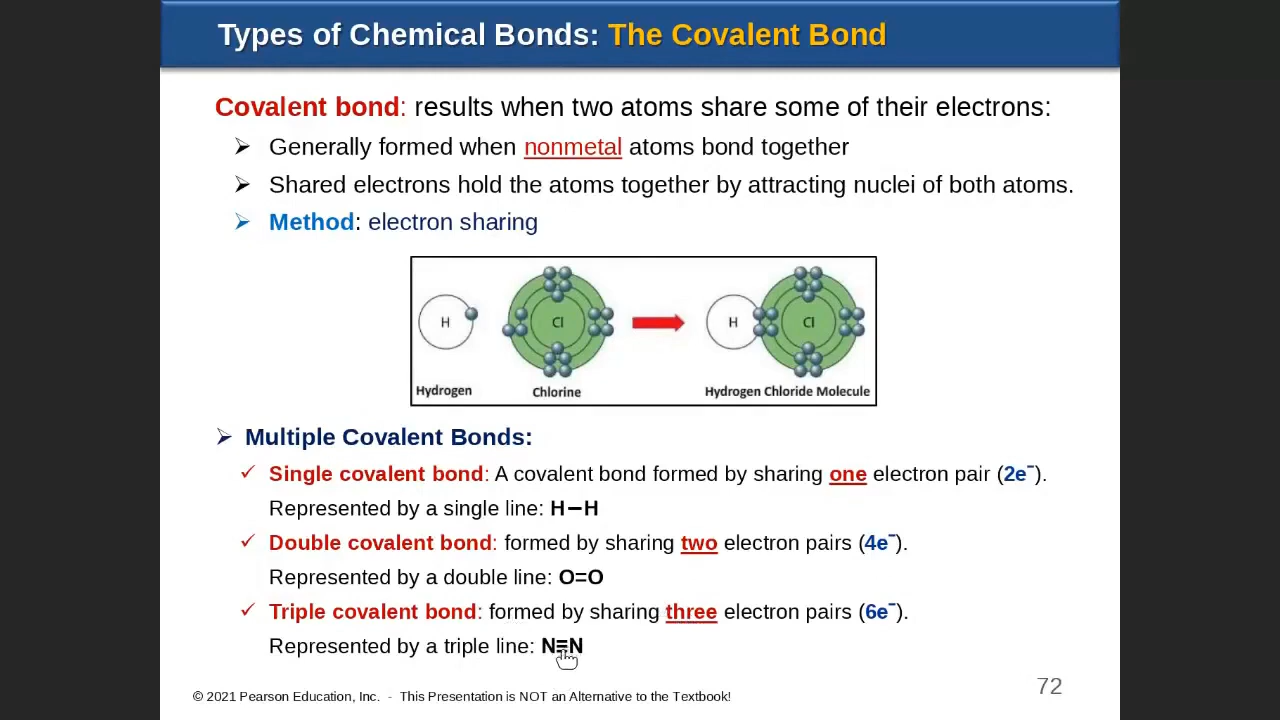 Types of Chemical Bonds: The Covalent Bond
Covalent bond: results when two atoms share some of their electrons:
➢ Generally formed when nonmetal atoms bond together
➢ Shared electrons hold the atoms together by attracting nuclei of both atoms.
➢ Method: electron sharing
H Cl H Cl
Hydrogen Chlorine Hydrogen Chloride Molecule
➢ Multiple Covalent Bonds:
✓ Single covalent bond: A covalent bond formed by sharing one electron pair (2e⁻).
Represented by a single line: H−H
✓ Double covalent bond: formed by sharing two electron pairs (4e⁻).
Represented by a double line: O=O
✓ Triple covalent bond: formed by sharing three electron pairs (6e⁻).
Represented by a triple line: N≡N
© 2021 Pearson Education, Inc. - This Presentation is NOT an Alternative to the Textbook!
72